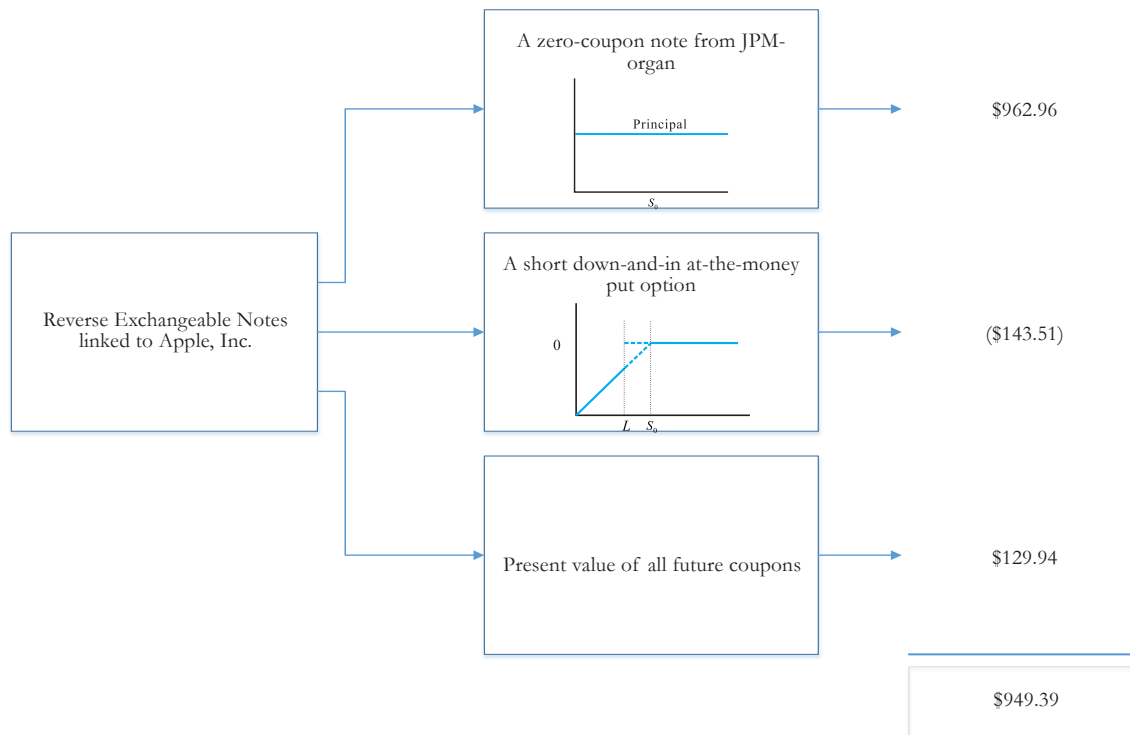 A zero-coupon note from JPM-
organ
Principal
S₀
$962.96
Reverse Exchangeable Notes
linked to Apple, Inc.
A short down-and-in at-the-money
put option
0
L S₀
($143.51)
Present value of all future coupons
$129.94
$949.39